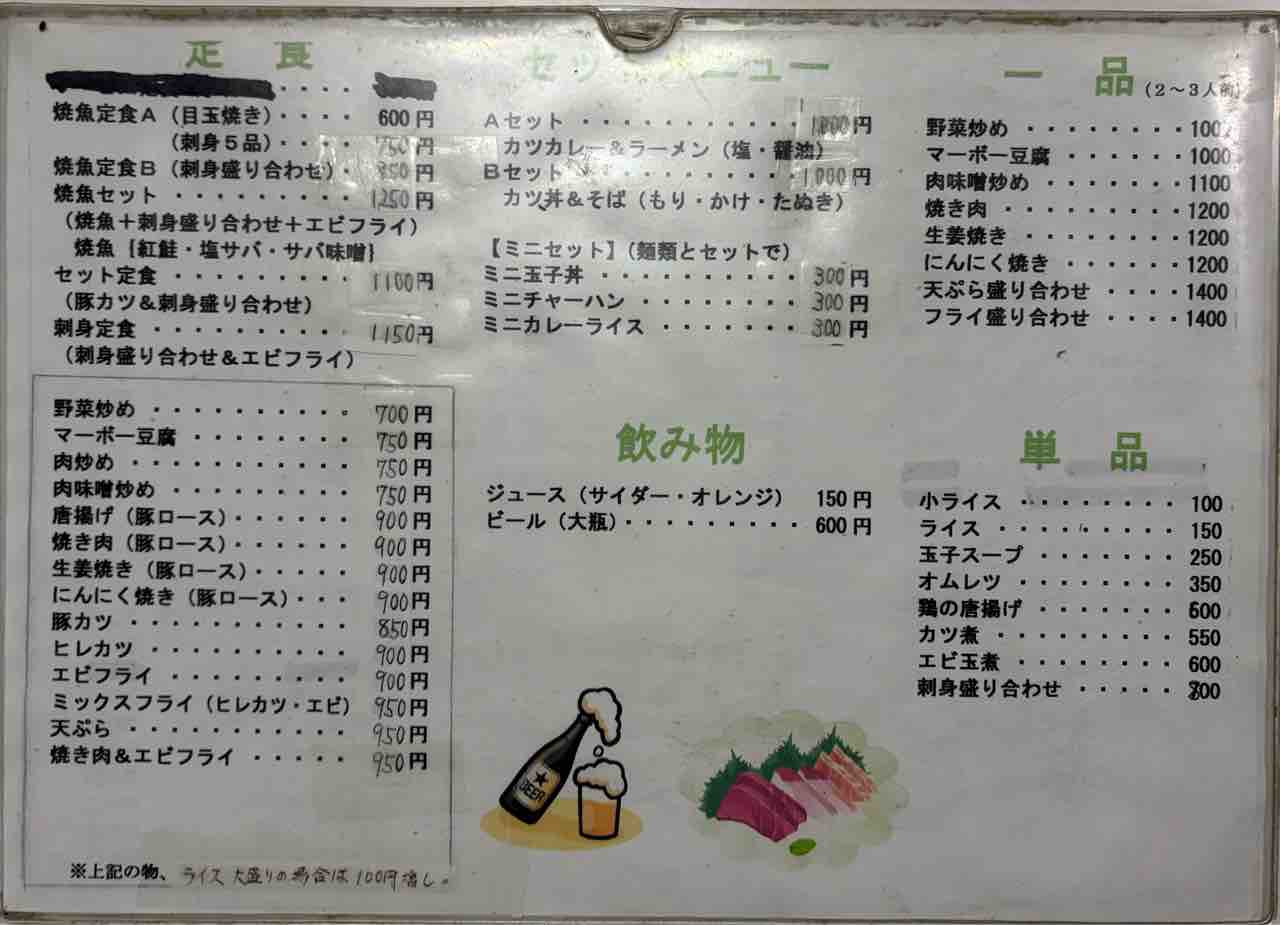 定食
焼魚定食A（目玉焼き）・・・・ 600円
（刺身５品）・・・・ 750円
焼魚定食B（刺身盛り合わせ）・ 850円
焼魚セット ・・・・・・・・・ 1250円
（焼魚＋刺身盛り合わせ＋エビフライ）
焼魚｛紅鮭・塩サバ・サバ味噌｝
セット定食 ・・・・・・・・・ 1100円
（豚カツ＆刺身盛り合わせ）
刺身定食 ・・・・・・・・・・ 1150円
（刺身盛り合わせ＆エビフライ）
野菜炒め ・・・・・・・・・・ 700円
マーボー豆腐 ・・・・・・・・ 750円
肉炒め ・・・・・・・・・・・ 750円
肉味噌炒め ・・・・・・・・・ 750円
唐揚げ（豚ロース）・・・・・・ 900円
焼き肉（豚ロース）・・・・・・ 900円
生姜焼き（豚ロース）・・・・・ 900円
にんにく焼き（豚ロース）・・・ 900円
豚カツ ・・・・・・・・・・・ 850円
ヒレカツ ・・・・・・・・・・ 900円
エビフライ ・・・・・・・・・ 900円
ミックスフライ（ヒレカツ・エビ） 950円
天ぷら ・・・・・・・・・・・ 950円
焼き肉＆エビフライ ・・・・・ 950円
※上記の物、ライス大盛りの場合は100円増し。
セットメニュー
Aセット ・・・・・・・・・・・ 円
カツカレー＆ラーメン（塩・醤油）
Bセット ・・・・・・・・・・・ 1000円
カツ丼＆そば（もり・かけ・たぬき）
【ミニセット】（麺類とセットで）
ミニ玉子丼 ・・・・・・・・・・ 300円
ミニチャーハン ・・・・・・・・ 300円
ミニカレーライス ・・・・・・・ 300円
飲み物
ジュース（サイダー・オレンジ） 150円
ビール（大瓶）・・・・・・・・・ 600円
BEER
一品（２～３人前）
野菜炒め ・・・・・・・・
マーボー豆腐 ・・・・・・ 1000
肉味噌炒め ・・・・・・・ 1100
焼き肉 ・・・・・・・・・ 1200
生姜焼き ・・・・・・・・ 1200
にんにく焼き ・・・・・・ 1200
天ぷら盛り合わせ ・・・・ 1400
フライ盛り合わせ ・・・・ 1400
単品
小ライス ・・・・・・・・ 100
ライス ・・・・・・・・・ 150
玉子スープ ・・・・・・・ 250
オムレツ ・・・・・・・・ 350
鶏の唐揚げ ・・・・・・・
カツ煮 ・・・・・・・・・ 550
エビ玉煮 ・・・・・・・・ 600
刺身盛り合わせ ・・・・・